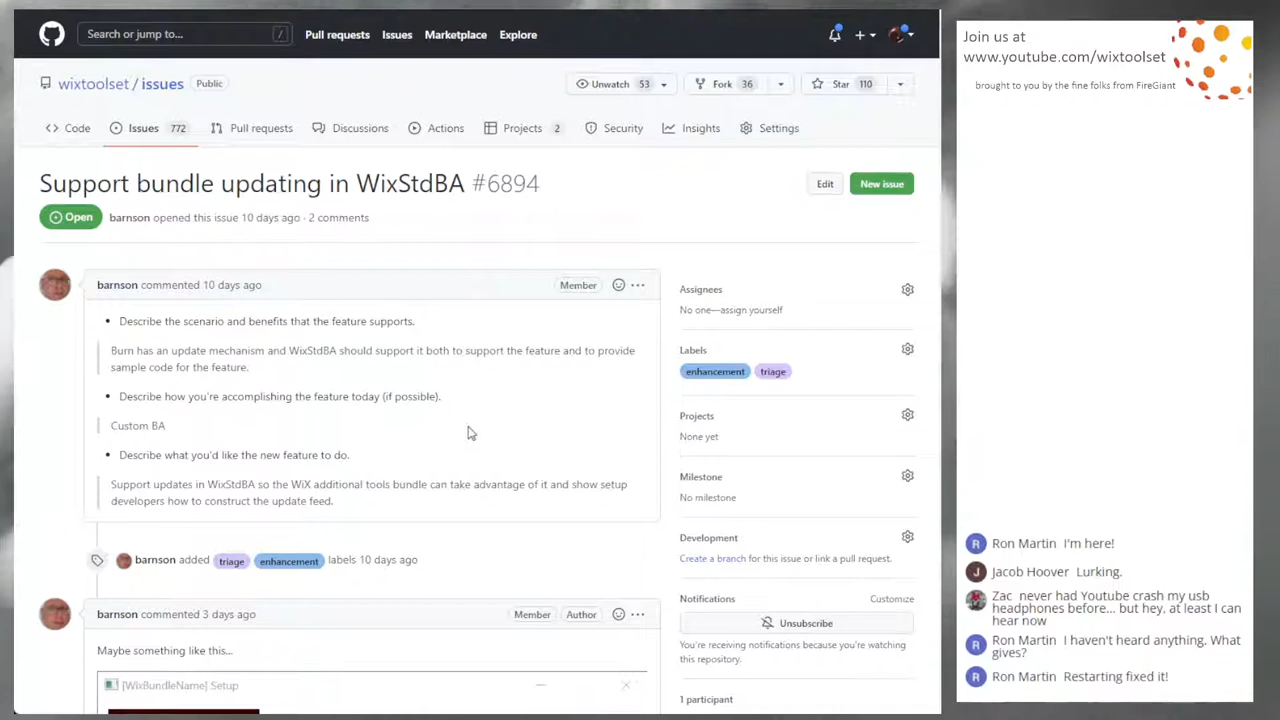 Search or jump to... /
Pull requests Issues Marketplace Explore
wixtoolset / issues Public
Unwatch 53
Fork 36
Star 110
Code
Issues 772
Pull requests
Discussions
Actions
Projects 2
Security
Insights
Settings
Support bundle updating in WixStdBA #6894
Edit New issue
Open barnson opened this issue 10 days ago · 2 comments
barnson commented 10 days ago Member
• Describe the scenario and benefits that the feature supports.
Burn has an update mechanism and WixStdBA should support it both to support the feature and to provide
sample code for the feature.
• Describe how you're accomplishing the feature today (if possible).
Custom BA
• Describe what you'd like the new feature to do.
Support updates in WixStdBA so the WiX additional tools bundle can take advantage of it and show setup
developers how to construct the update feed.
barnson added triage enhancement labels 10 days ago
barnson commented 3 days ago Member Author
Maybe something like this...
[WixBundleName] Setup
Assignees
No one—assign yourself
Labels
enhancement triage
Projects
None yet
Milestone
No milestone
Development
Create a branch for this issue or link a pull request.
Notifications Customize
Unsubscribe
You're receiving notifications because you're watching
this repository.
1 participant
Join us at
www.youtube.com/wixtoolset
brought to you by the fine folks from FireGiant
R Ron Martin I'm here!
J Jacob Hoover Lurking.
Zac never had Youtube crash my usb
headphones before... but hey, at least I can
hear now
R Ron Martin I haven't heard anything. What
gives?
R Ron Martin Restarting fixed it!